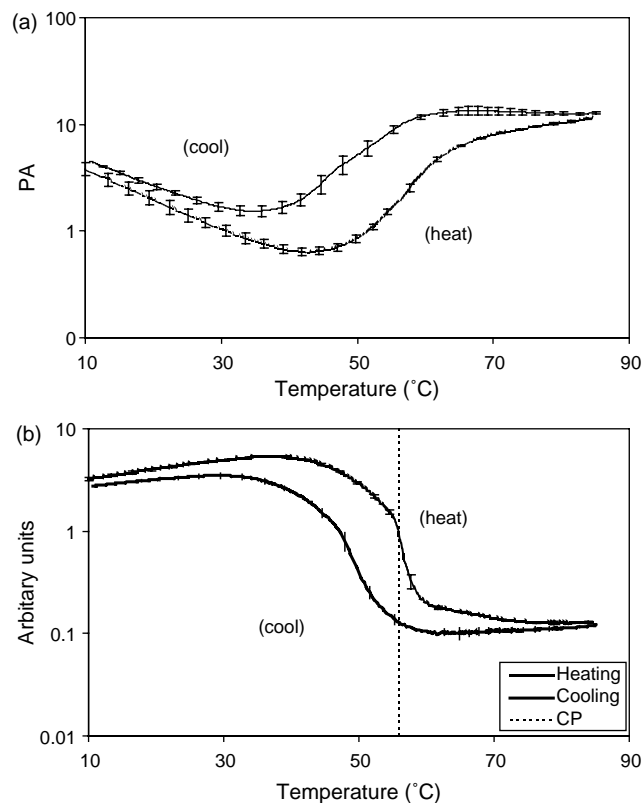 (a)
100
10
1
0
PA
(cool)
(heat)
10 30 50 70 90
Temperature (˚C)
(b)
10
1
0.1
0.01
Arbitary units
(heat)
(cool)
Heating
Cooling
CP
10 30 50 70 90
Temperature (˚C)